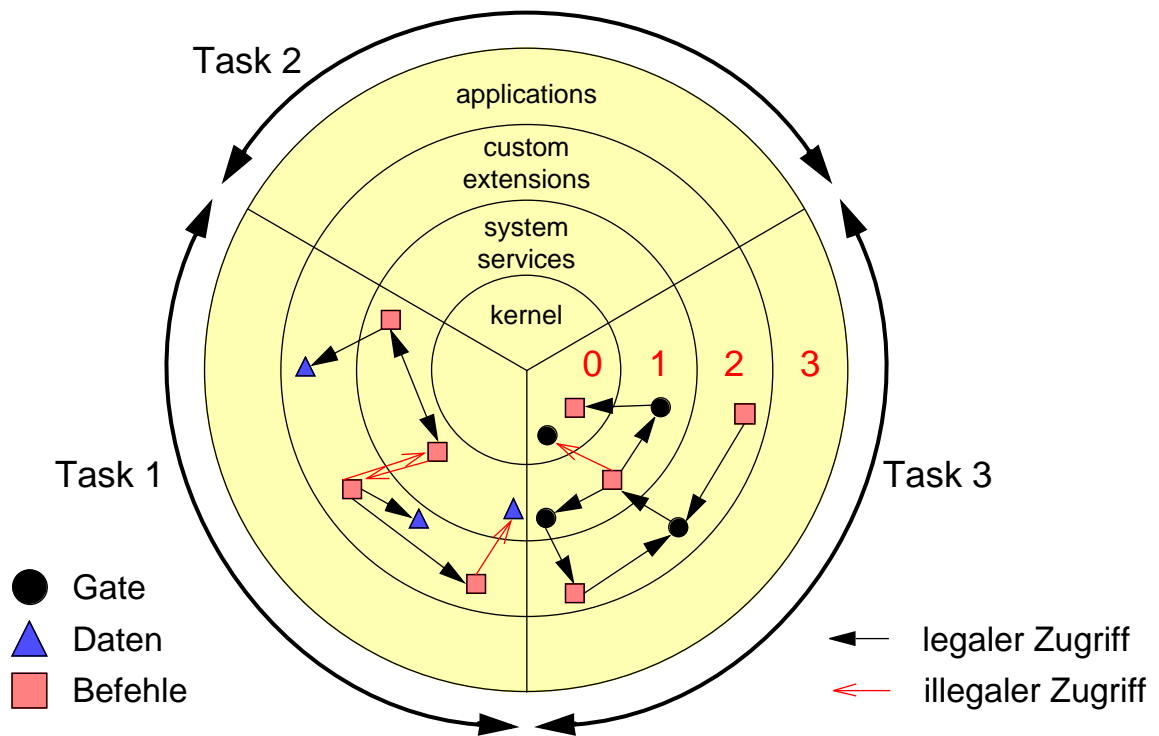 Task 2
applications
custom
extensions
system
services
kernel
0 1 2 3
Task 1
Task 3
Gate
Daten
Befehle
legaler Zugriff
illegaler Zugriff